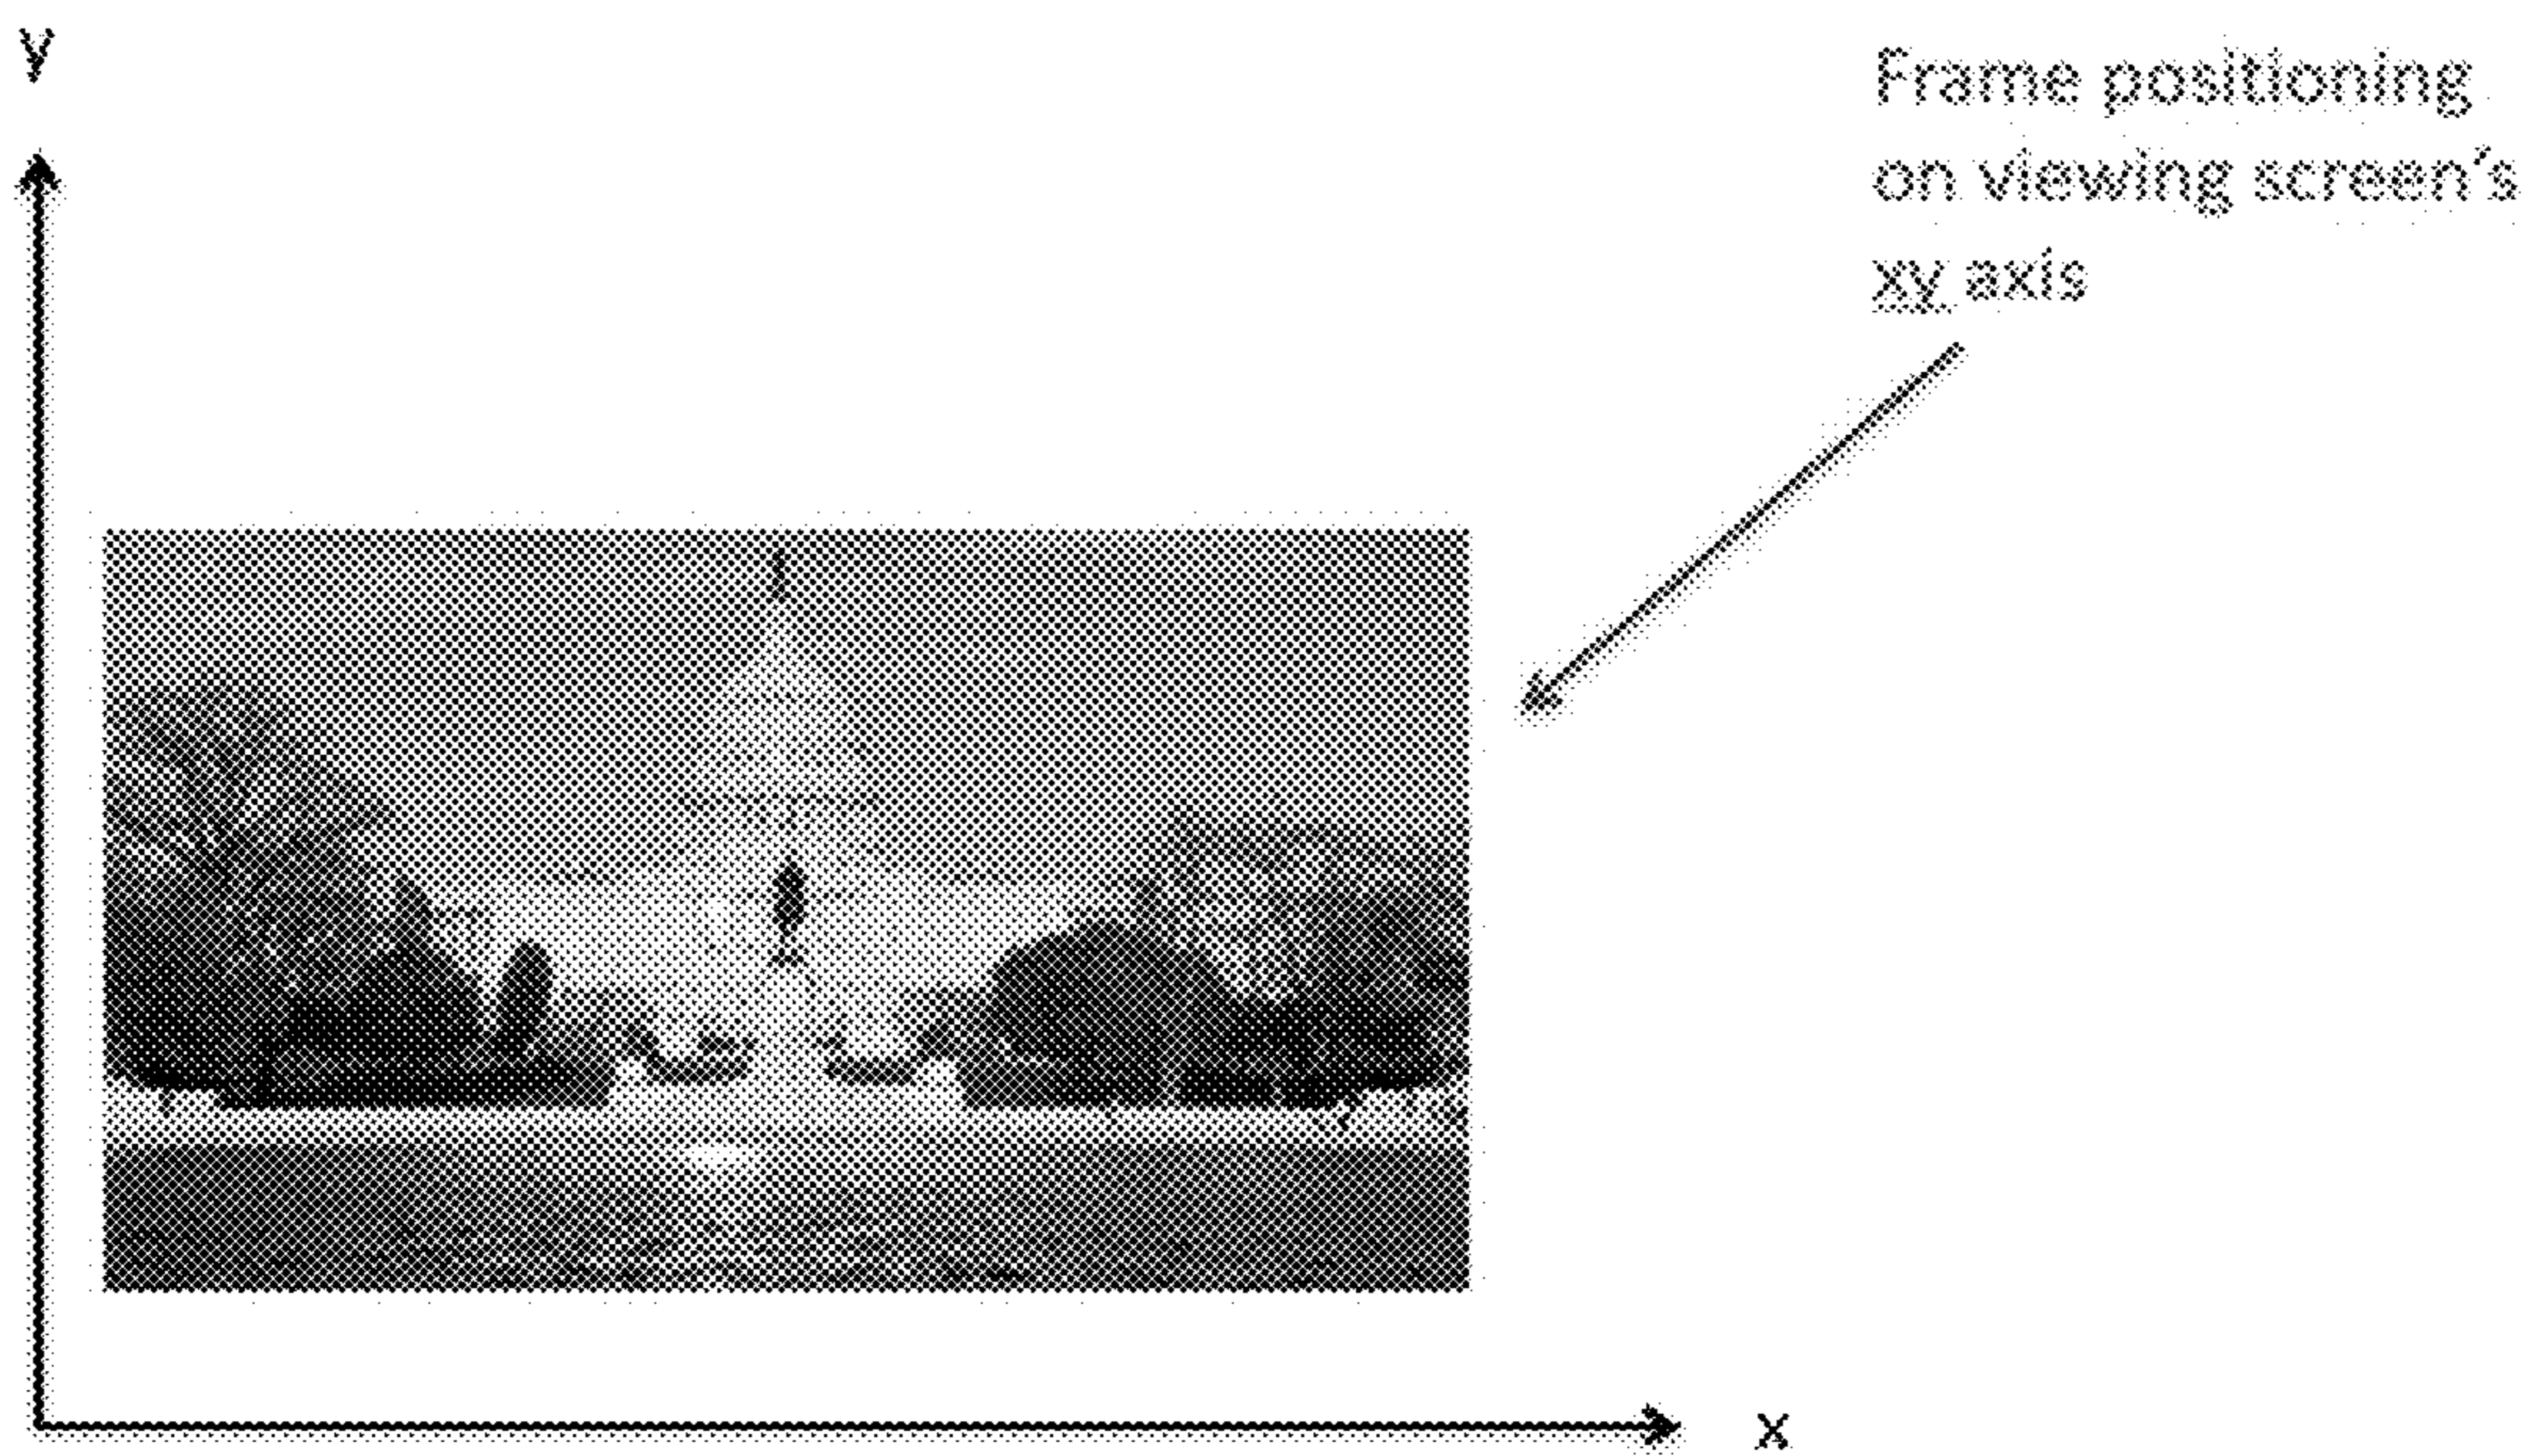 y
Frame positioning
on viewing screen's
xy axis
x